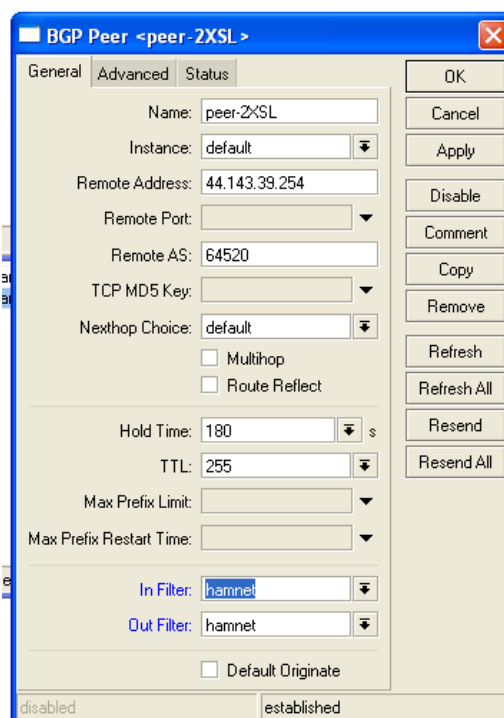 BGP Peer <peer-2XSL>
General Advanced Status
Name: peer-2XSL
Instance: default
Remote Address: 44.143.39.254
Remote Port:
Remote AS: 64520
TCP MD5 Key:
Nexthop Choice: default
Multihop
Route Reflect
Hold Time: 180 s
TTL: 255
Max Prefix Limit:
Max Prefix Restart Time:
In Filter: hamnet
Out Filter: hamnet
Default Originate
OK
Cancel
Apply
Disable
Comment
Copy
Remove
Refresh
Refresh All
Resend
Resend All
disabled established